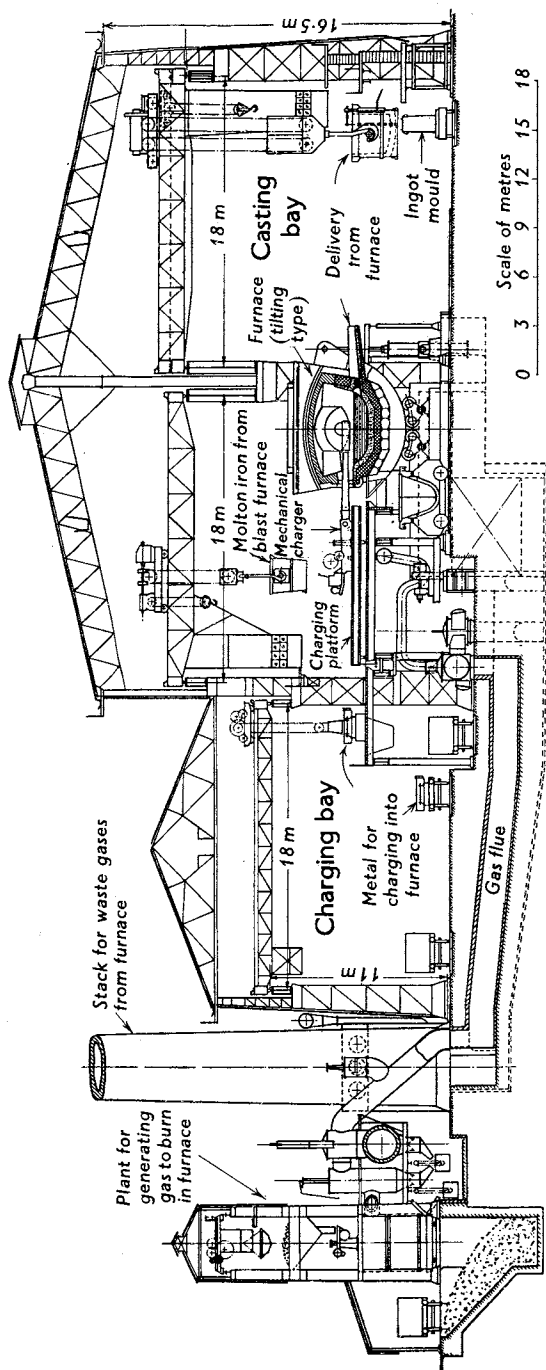 Plant for
generating
gas to burn
in furnace
Stack for waste gases
from furnace
11 m
18 m
Charging bay
Metal for
charging into
furnace
Gas flue
Charging
platform
18 m
Molton iron from
blast furnace
Mechanical
charger
Furnace
(tilting
type)
18 m
Casting
bay
Delivery
trom
furnace
Ingot
mould
16·5 m
0 3 6 9 12 15 18
Scale of metres